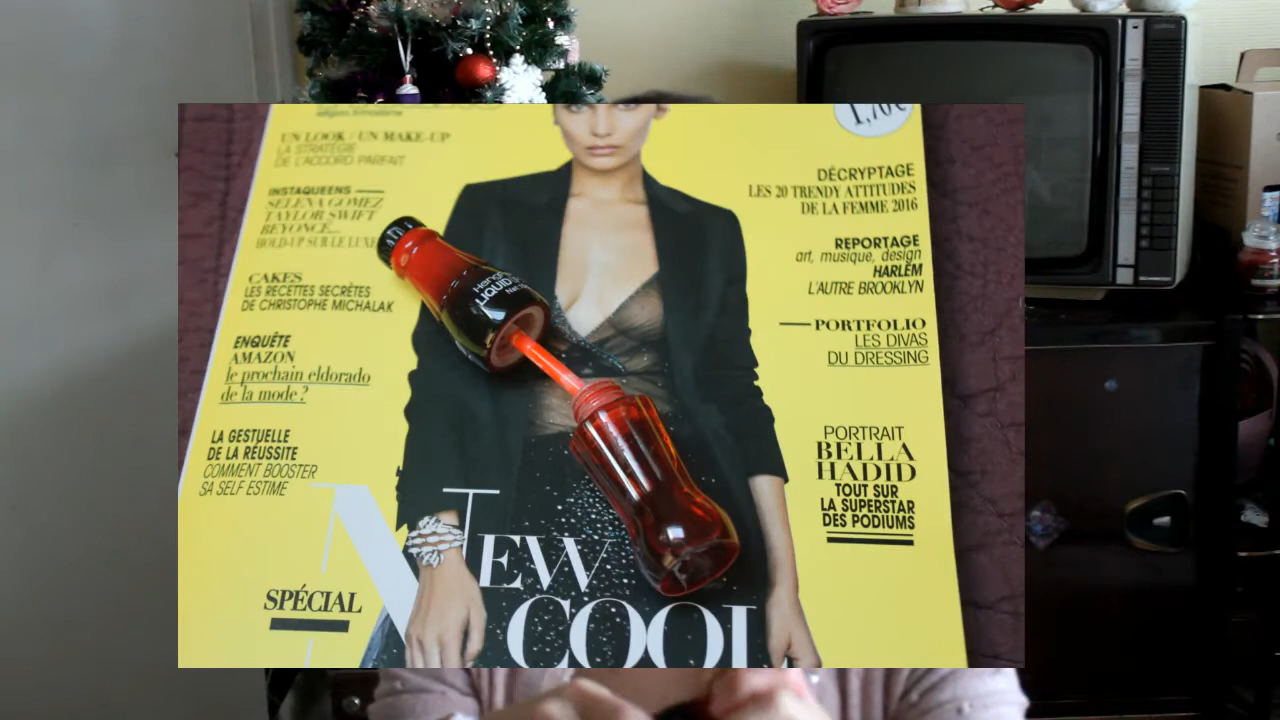 1,70€
UN LOOK / UN MAKE-UP
LA STRATÉGIE
DE L'ACCORD PARFAIT
INSTAQUEENS
SELENA GOMEZ
TAYLOR SWIFT
BEYONCÉ...
HOLD-UP SUR LE LUXE
CAKES
LES RECETTES SECRÈTES
DE CHRISTOPHE MICHALAK
ENQUÊTE
AMAZON
le prochain eldorado
de la mode ?
LA GESTUELLE
DE LA RÉUSSITE
COMMENT BOOSTER
SA SELF ESTIME
SPÉCIAL
LIQUID
NEW
COOL
DÉCRYPTAGE
LES 20 TRENDY ATTITUDES
DE LA FEMME 2016
REPORTAGE
art, musique, design
HARLEM
L'AUTRE BROOKLYN
PORTFOLIO
LES DIVAS
DU DRESSING
PORTRAIT
BELLA
HADID
TOUT SUR
LA SUPERSTAR
DES PODIUMS